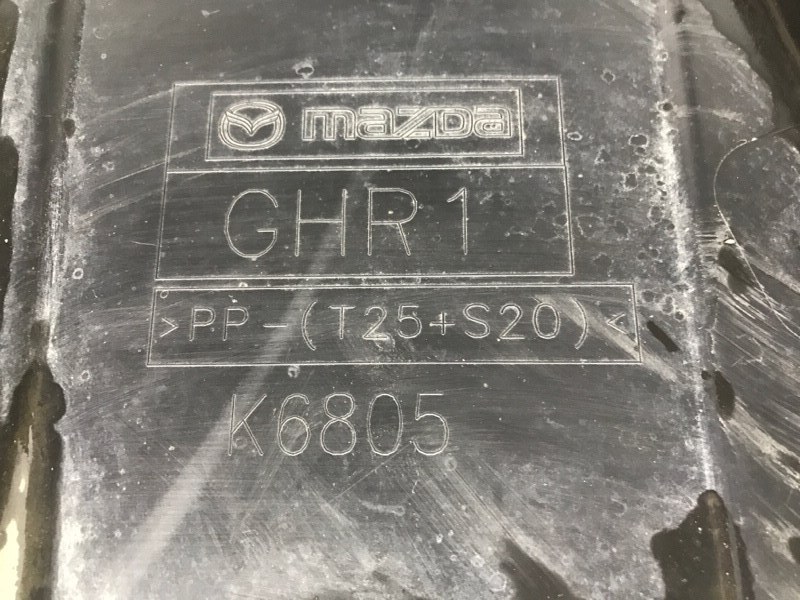 mazda
GHR1
>PP-(T25+S20)<
K6805